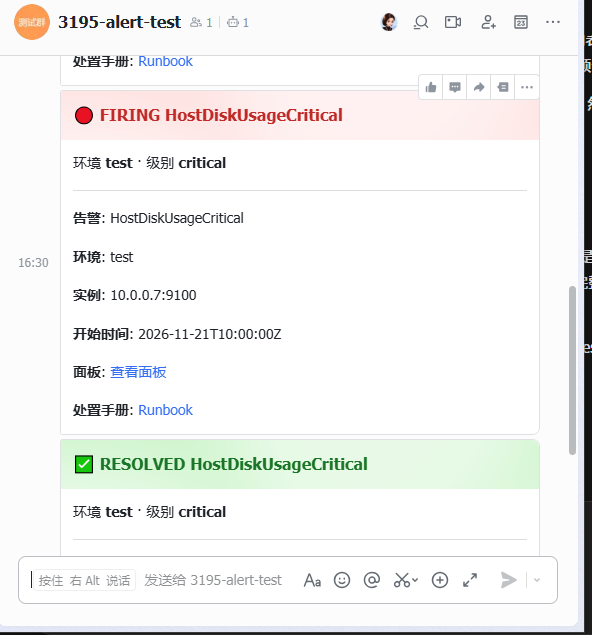 测试群 3195-alert-test 1 1 23
处置手册: Runbook
FIRING HostDiskUsageCritical
环境 test · 级别 critical
告警: HostDiskUsageCritical
环境: test
16:30
实例: 10.0.0.7:9100
开始时间: 2026-11-21T10:00:00Z
面板: 查看面板
处置手册: Runbook
RESOLVED HostDiskUsageCritical
环境 test · 级别 critical
按住 右 Alt 说话 发送给 3195-alert-test Aa